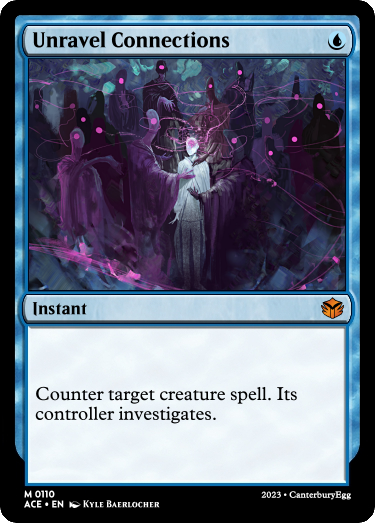 Unravel Connections
Instant
Counter target creature spell. Its
controller investigates.
M 0110
ACE • EN Kyle Baerlocher
2023 • CanterburyEgg